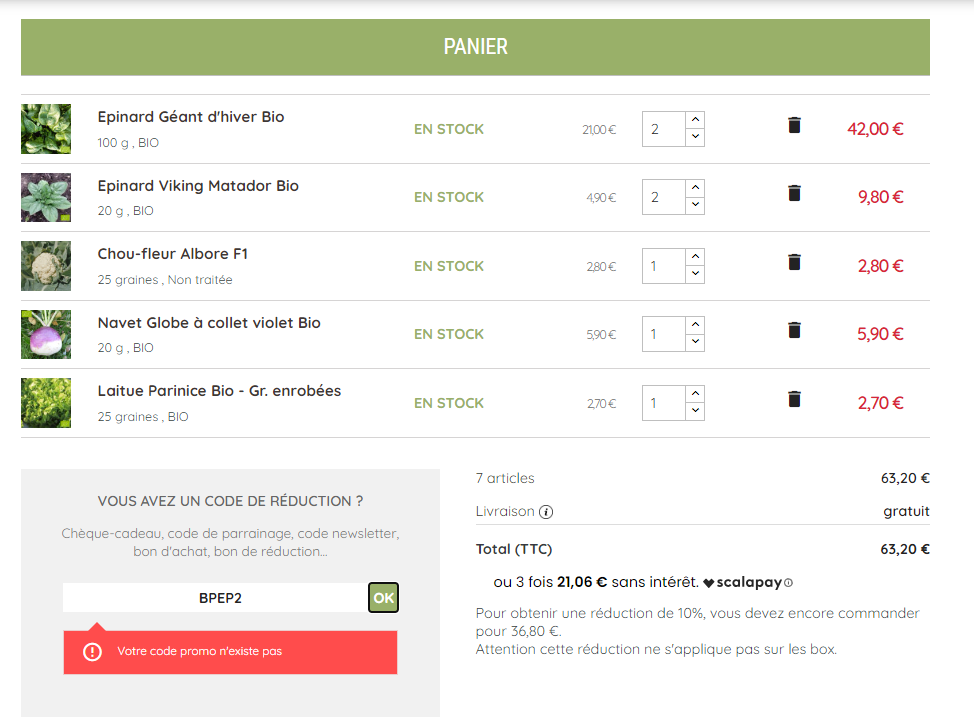 PANIER
Epinard Géant d'hiver Bio
100 g , BIO
EN STOCK
21,00 €
2
42,00 €
Epinard Viking Matador Bio
20 g , BIO
EN STOCK
4,90 €
2
9,80 €
Chou-fleur Albore F1
25 graines , Non traitée
EN STOCK
2,80 €
1
2,80 €
Navet Globe à collet violet Bio
20 g , BIO
EN STOCK
5,90 €
1
5,90 €
Laitue Parinice Bio - Gr. enrobées
25 graines , BIO
EN STOCK
2,70 €
1
2,70 €
VOUS AVEZ UN CODE DE RÉDUCTION ?
Chèque-cadeau, code de parrainage, code newsletter,
bon d'achat, bon de réduction...
BPEP2
OK
Votre code promo n'existe pas
7 articles
63,20 €
Livraison
gratuit
Total (TTC)
63,20 €
ou 3 fois 21,06 € sans intérêt. scalapay
Pour obtenir une réduction de 10%, vous devez encore commander
pour 36,80 €.
Attention cette réduction ne s'applique pas sur les box.